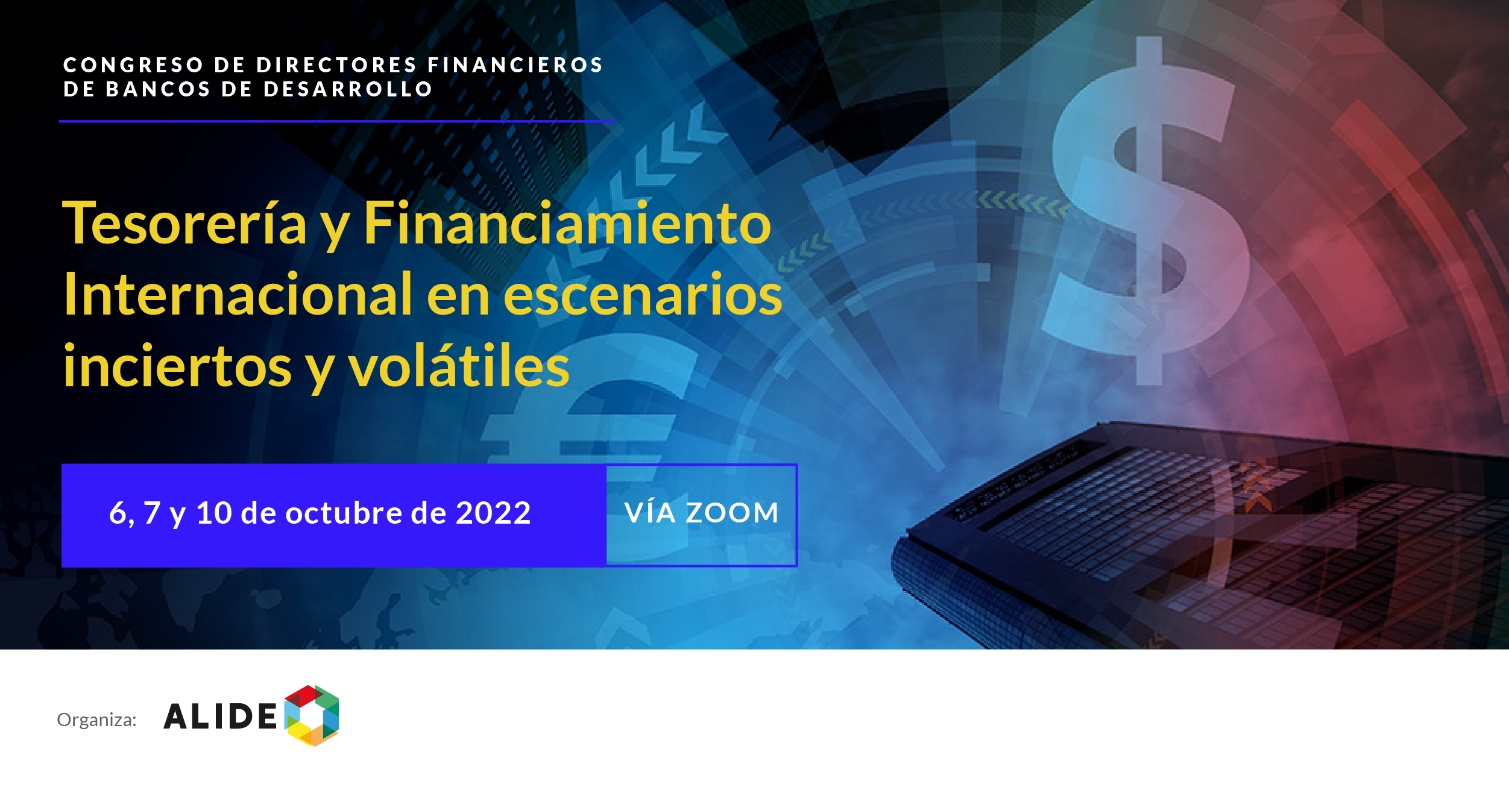 CONGRESO DE DIRECTORES FINANCIEROS
DE BANCOS DE DESARROLLO
Tesorería y Financiamiento
Internacional en escenarios
inciertos y volátiles
6, 7 y 10 de octubre de 2022
VÍA ZOOM
$
€
Organiza:
ALIDE